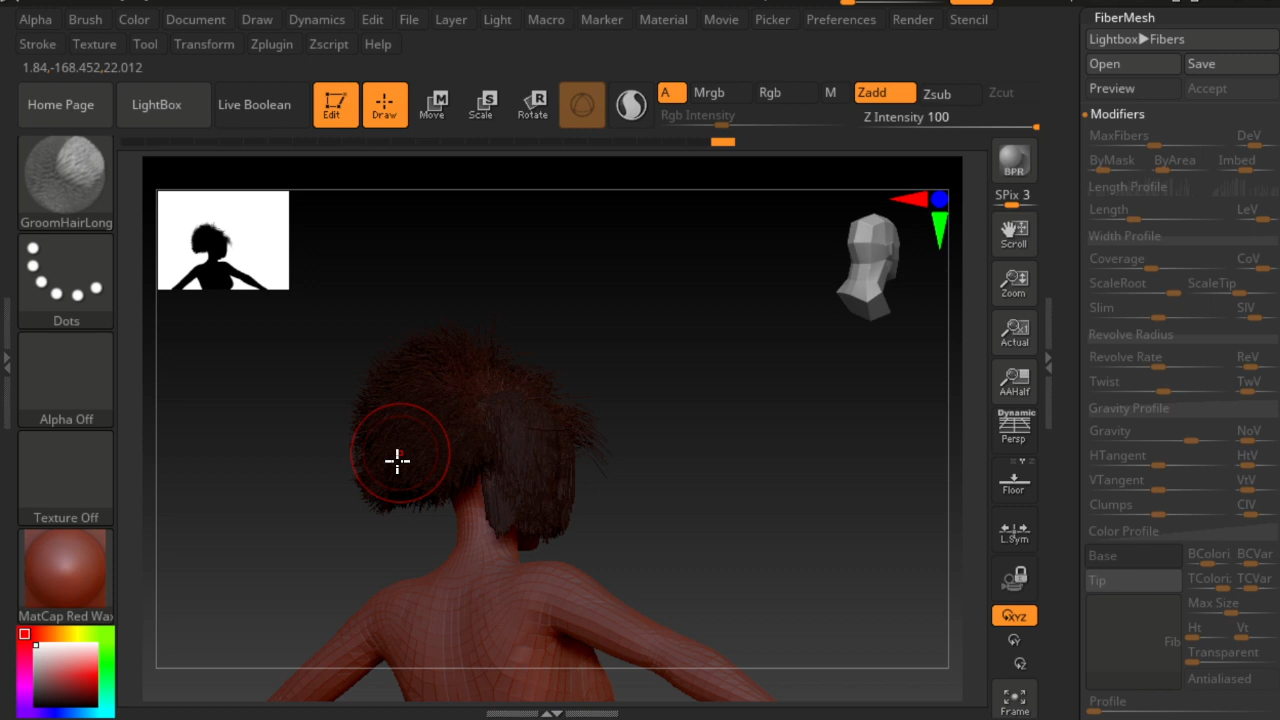 Alpha Brush Color Document Draw Dynamics Edit File Layer Light Macro Marker Material Movie Picker Preferences Render Stencil
Stroke Texture Tool Transform Zplugin Zscript Help
1.84,-168.452,22.012
Home Page LightBox Live Boolean Edit Draw Move Scale Rotate A Mrgb Rgb M Zadd Zsub Zcut
Rgb Intensity Z Intensity 100
GroomHairLong
Dots
Alpha Off
Texture Off
MatCap Red Wax
BPR
SPix 3
Scroll
Zoom
Actual
AAHalf
Dynamic
Persp
Floor
L.Sym
XYZ
Y
Z
Frame
FiberMesh
Lightbox▶Fibers
Open Save
Preview Accept
Modifiers
MaxFibers DeV
ByMask ByArea Imbed
Length Profile
Length LeV
Width Profile
Coverage CoV
ScaleRoot ScaleTip
Slim SlV
Revolve Radius
Revolve Rate ReV
Twist TwV
Gravity Profile
Gravity NoV
HTangent HtV
VTangent VtV
Clumps ClV
Color Profile
Base BColori BCVar
Tip TColori TCVar
Max Size
Ht Vt
Fib
Transparent
Antialiased
Profile